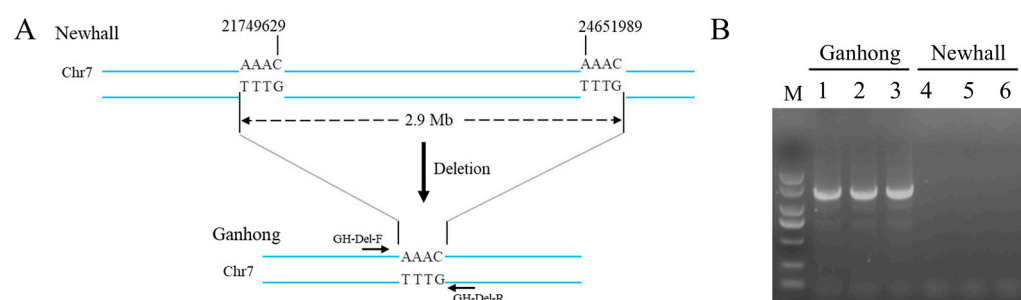 A
Newhall
21749629
24651989
Chr7
AAAC
AAAC
TTTG
TTTG
2.9 Mb
Deletion
Ganhong
GH-Del-F
AAAC
Chr7
TTTG
GH-Del-R
B
Ganhong Newhall
M 1 2 3 4 5 6